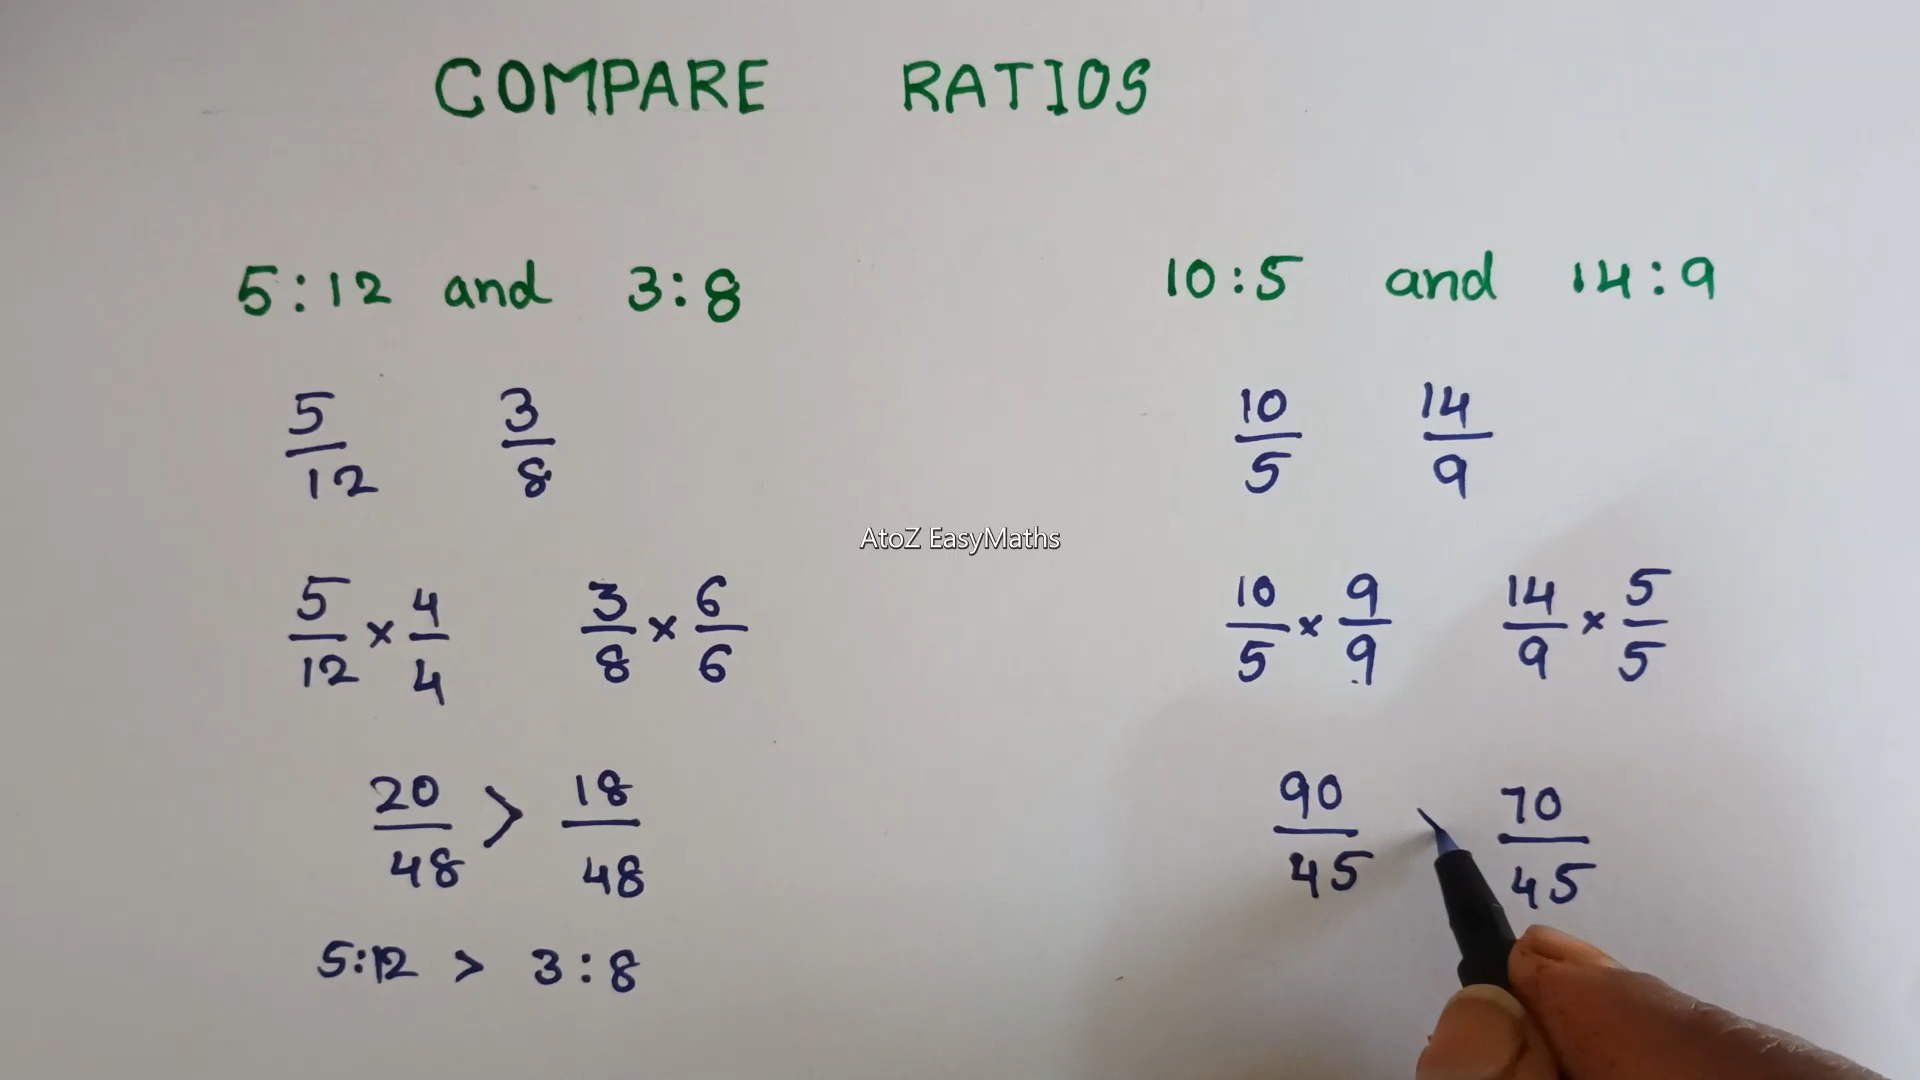 COMPARE RATIOS
5:12 and 3:8
5/12 3/8
5/12 × 4/4 3/8 × 6/6
20/48 > 18/48
5:12 > 3:8
AtoZ EasyMaths
10:5 and 14:9
10/5 14/9
10/5 × 9/9 14/9 × 5/5
90/45 70/45